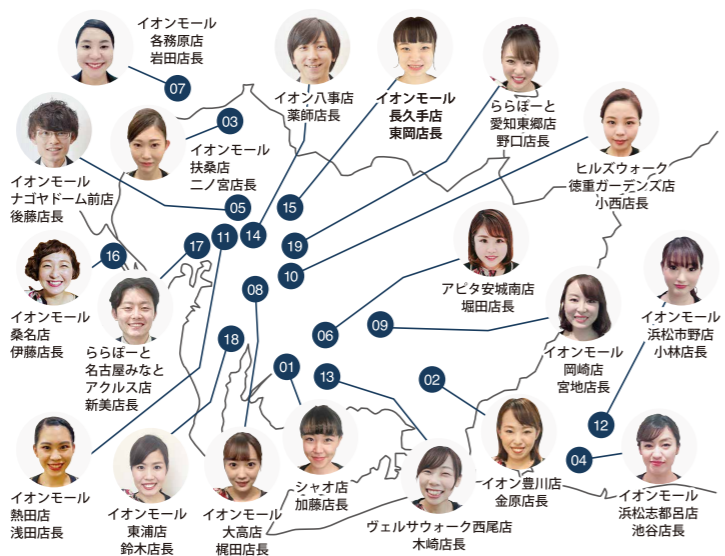 イオンモール
各務原店
岩田店長
07
イオンモール
扶桑店
二ノ宮店長
03
イオン八事店
薬師店長
14
イオンモール
長久手店
東岡店長
15
ららぽーと
愛知東郷店
野口店長
19
ヒルズウォーク
徳重ガーデンズ店
小西店長
10
イオンモール
ナゴヤドーム前店
後藤店長
05
イオンモール
桑名店
伊藤店長
16
ららぽーと
名古屋みなと
アクルス店
新美店長
17
アピタ安城南店
堀田店長
06
イオンモール
岡崎店
宮地店長
09
イオンモール
浜松市野店
小林店長
12
イオンモール
熱田店
浅田店長
11
イオンモール
東浦店
鈴木店長
18
イオンモール
大高店
梶田店長
08
シャオ店
加藤店長
01
ヴェルサウォーク西尾店
木崎店長
13
イオン豊川店
金原店長
02
イオンモール
浜松志都呂店
池谷店長
04